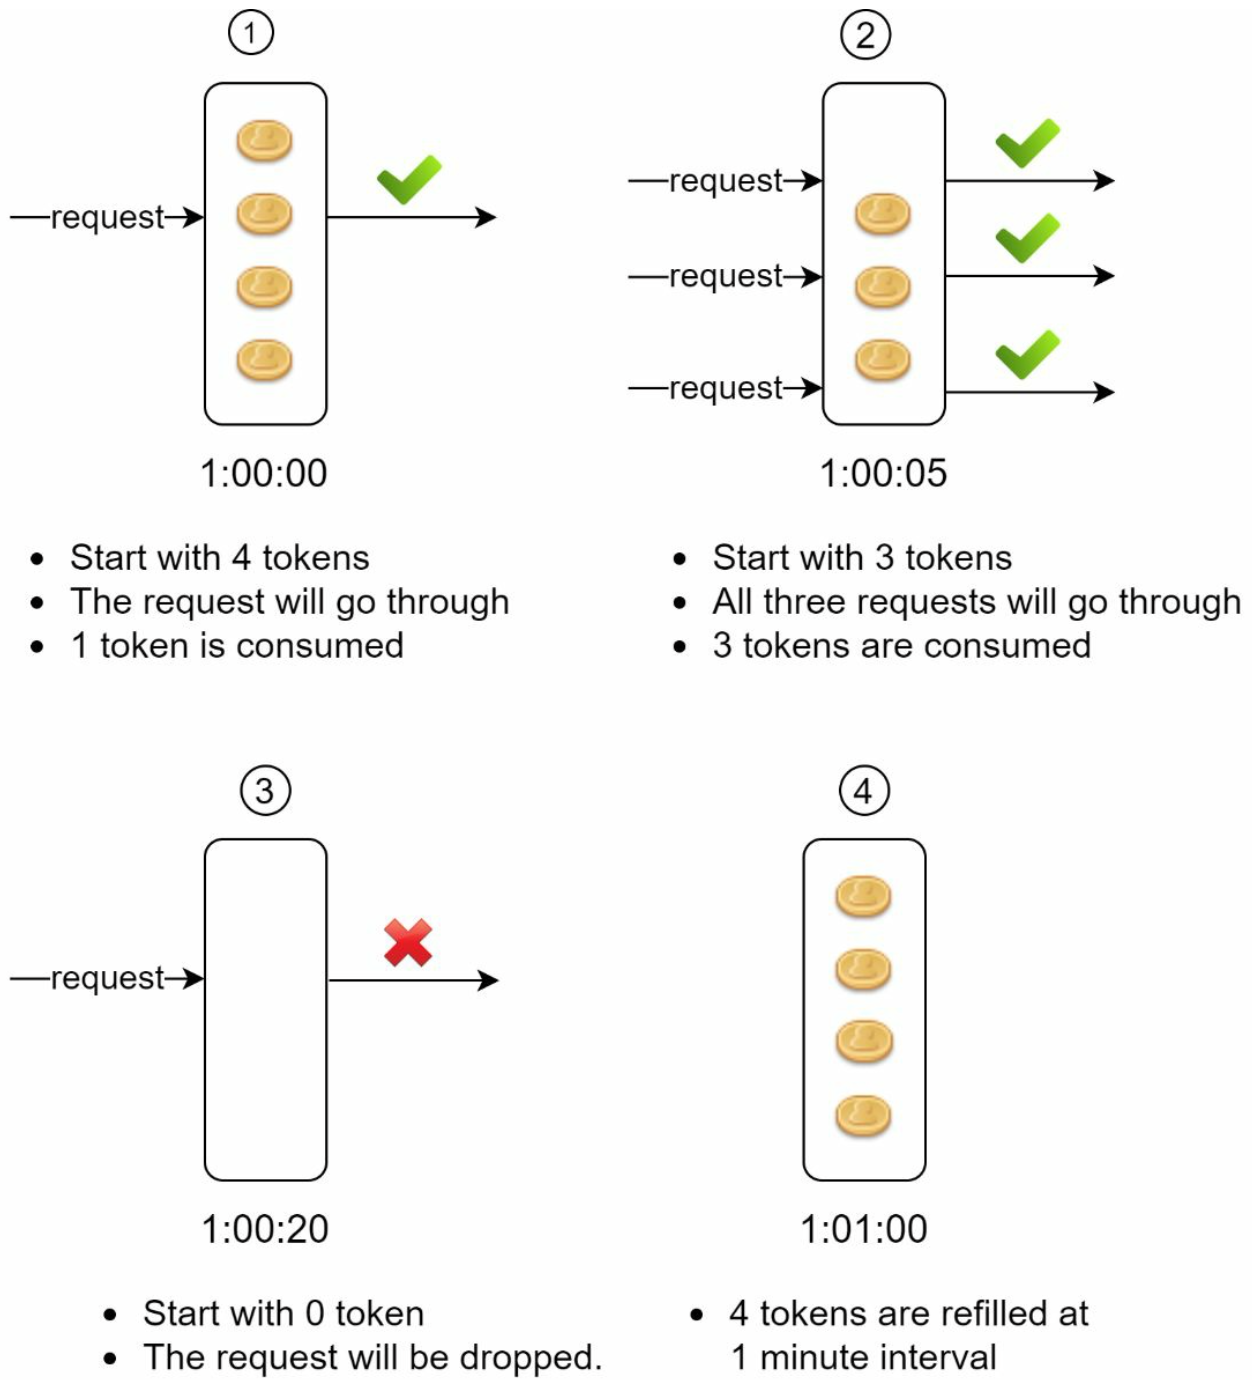 1
request
1:00:00
• Start with 4 tokens
• The request will go through
• 1 token is consumed
2
request
request
request
1:00:05
• Start with 3 tokens
• All three requests will go through
• 3 tokens are consumed
3
request
1:00:20
• Start with 0 token
• The request will be dropped.
4
1:01:00
• 4 tokens are refilled at
1 minute interval